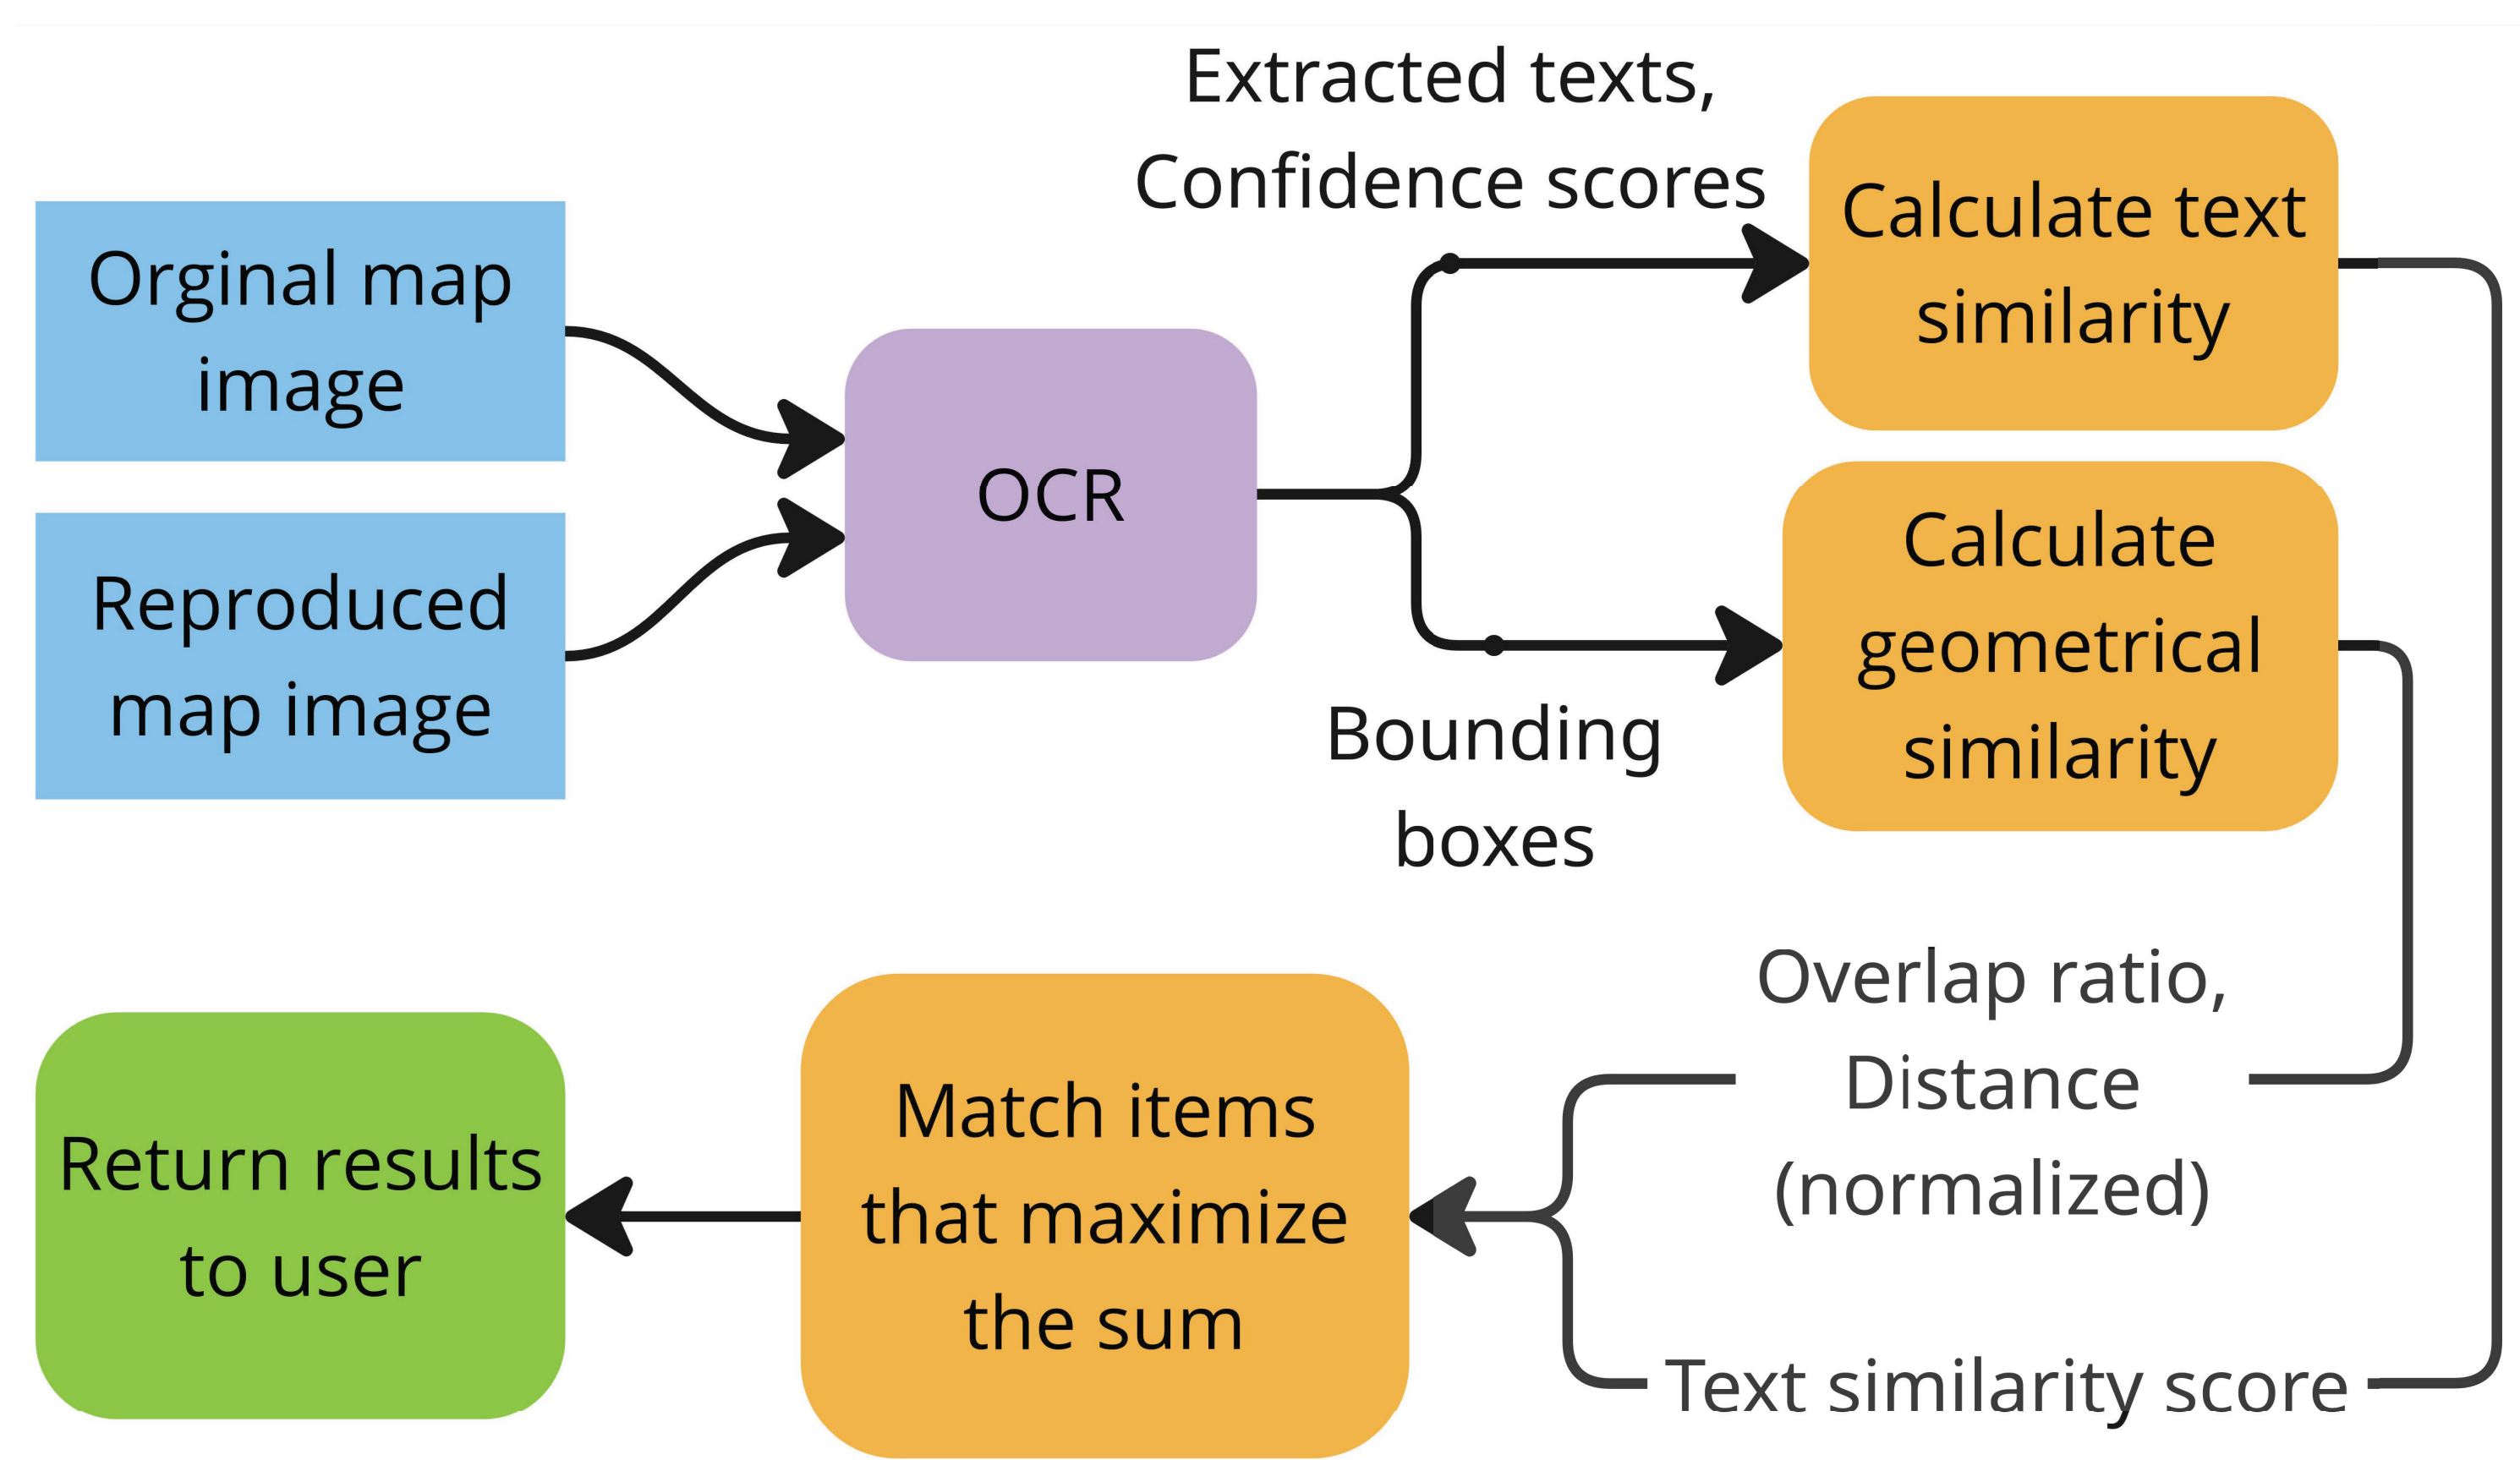 Orginal map
image
Reproduced
map image
OCR
Extracted texts,
Confidence scores
Bounding
boxes
Calculate text
similarity
Calculate
geometrical
similarity
Overlap ratio,
Distance
(normalized)
Text similarity score
Match items
that maximize
the sum
Return results
to user